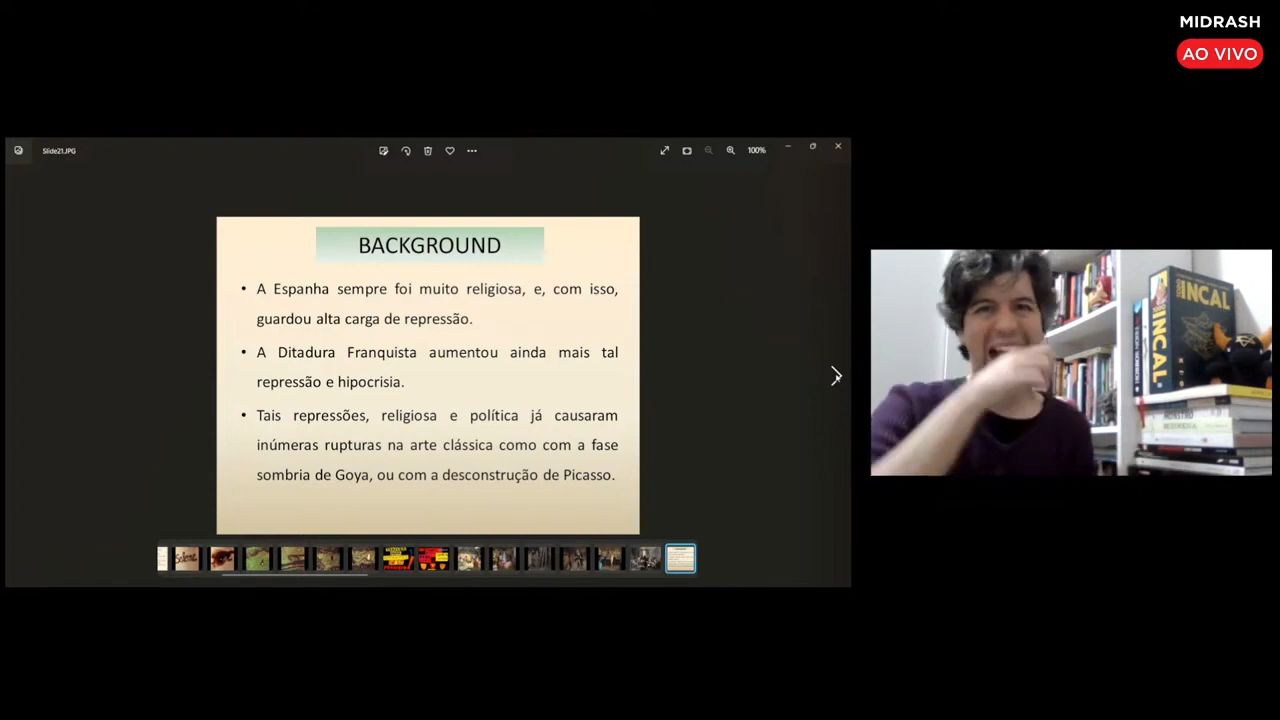 MIDRASH
AO VIVO
Slide21.JPG
100%
BACKGROUND
• A Espanha sempre foi muito religiosa, e, com isso,
guardou alta carga de repressão.
• A Ditadura Franquista aumentou ainda mais tal
repressão e hipocrisia.
• Tais repressões, religiosa e política já causaram
inúmeras rupturas na arte clássica como com a fase
sombria de Goya, ou com a desconstrução de Picasso.
INCAL
INCAL